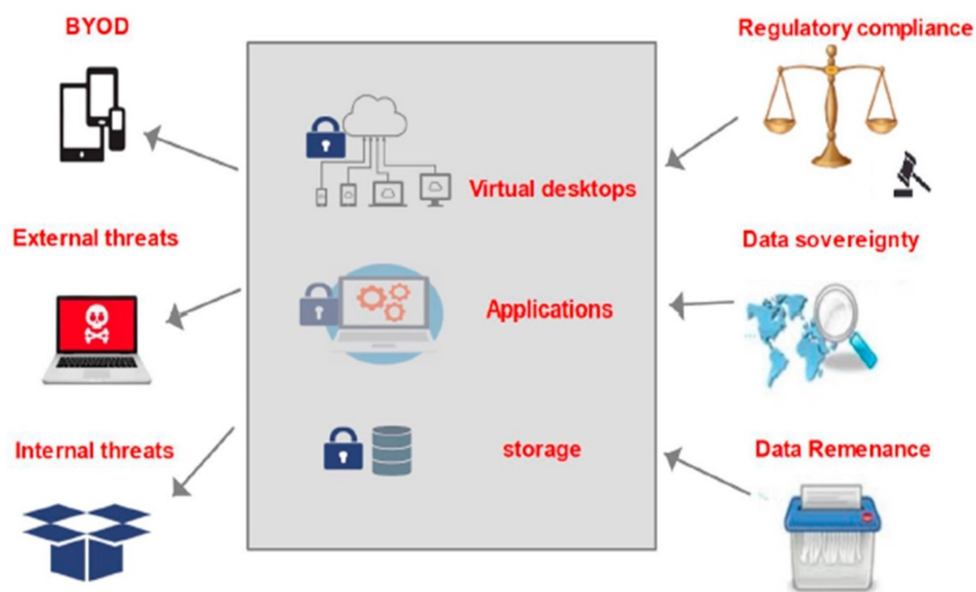 BYOD
Regulatory compliance
Virtual desktops
External threats
Data sovereignty
Applications
Internal threats
storage
Data Remenance